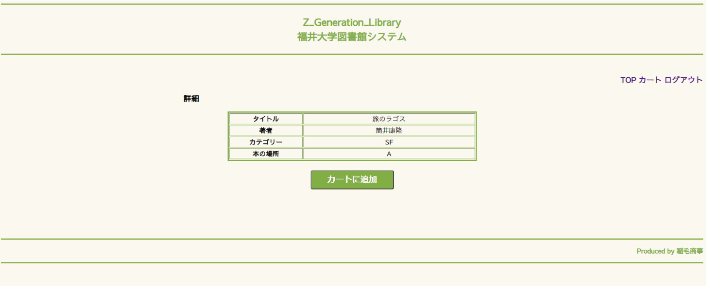 Z_Generation_Library
福井大学図書館システム
TOP カート ログアウト
詳細
タイトル 旅のラゴス
著者 筒井康隆
カテゴリー SF
本の場所 A
カートに追加
Produced by 稲毛海事